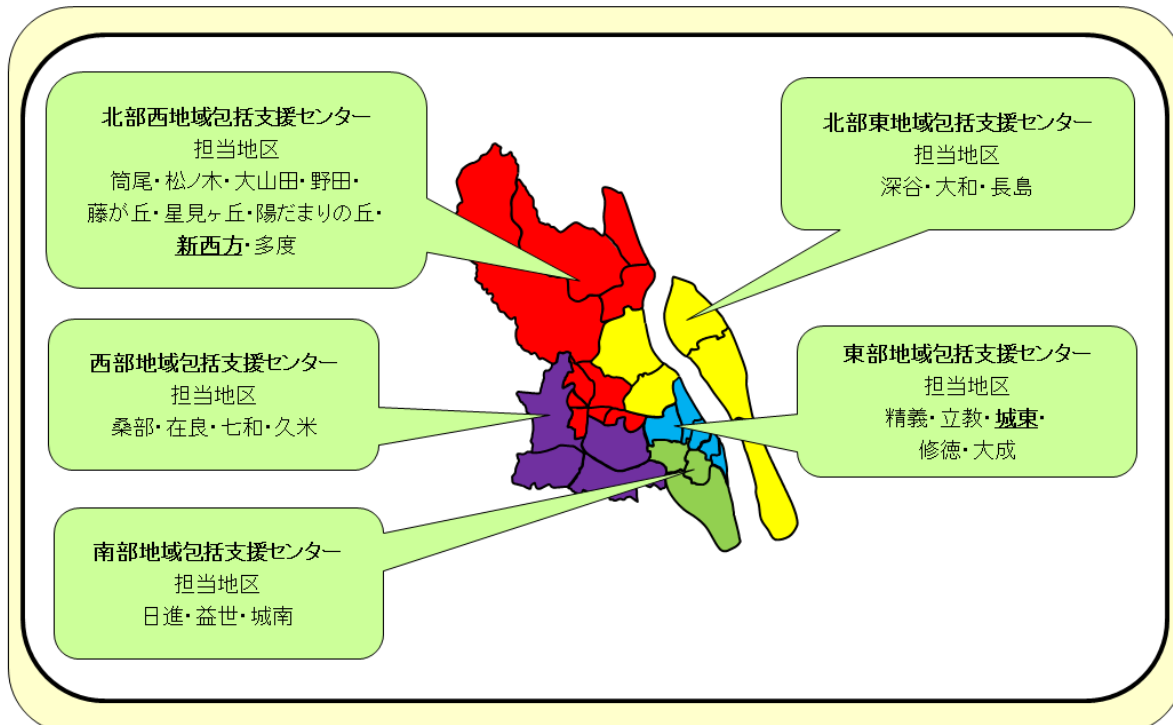 北部西地域包括支援センター
担当地区
筒尾・松ノ木・大山田・野田・
藤が丘・星見ヶ丘・陽だまりの丘・
新西方・多度
北部東地域包括支援センター
担当地区
深谷・大和・長島
西部地域包括支援センター
担当地区
桑部・在良・七和・久米
東部地域包括支援センター
担当地区
精義・立教・城東・
修徳・大成
南部地域包括支援センター
担当地区
日進・益世・城南